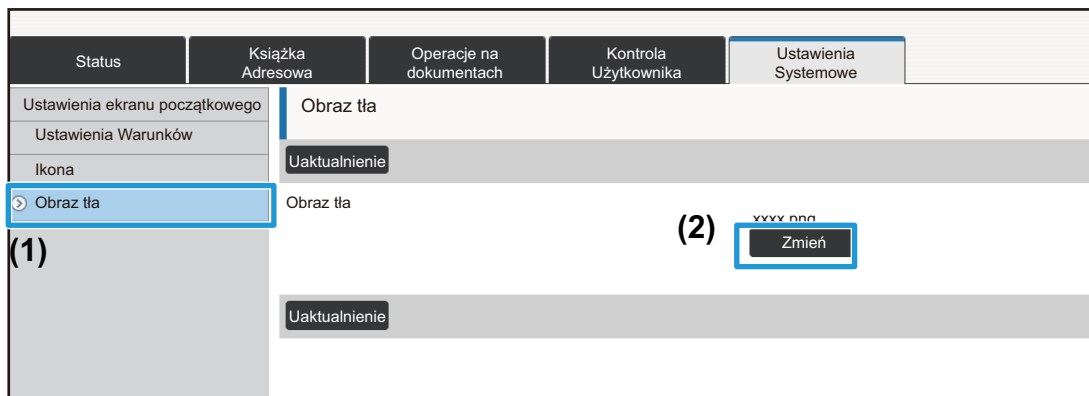 Status
Książka
Adresowa
Operacje na
dokumentach
Kontrola
Użytkownika
Ustawienia
Systemowe
Ustawienia ekranu początkowego
Ustawienia Warunków
Ikona
Obraz tła
(1)
Obraz tła
Uaktualnienie
Obraz tła
xxxx.png
(2)
Zmień
Uaktualnienie